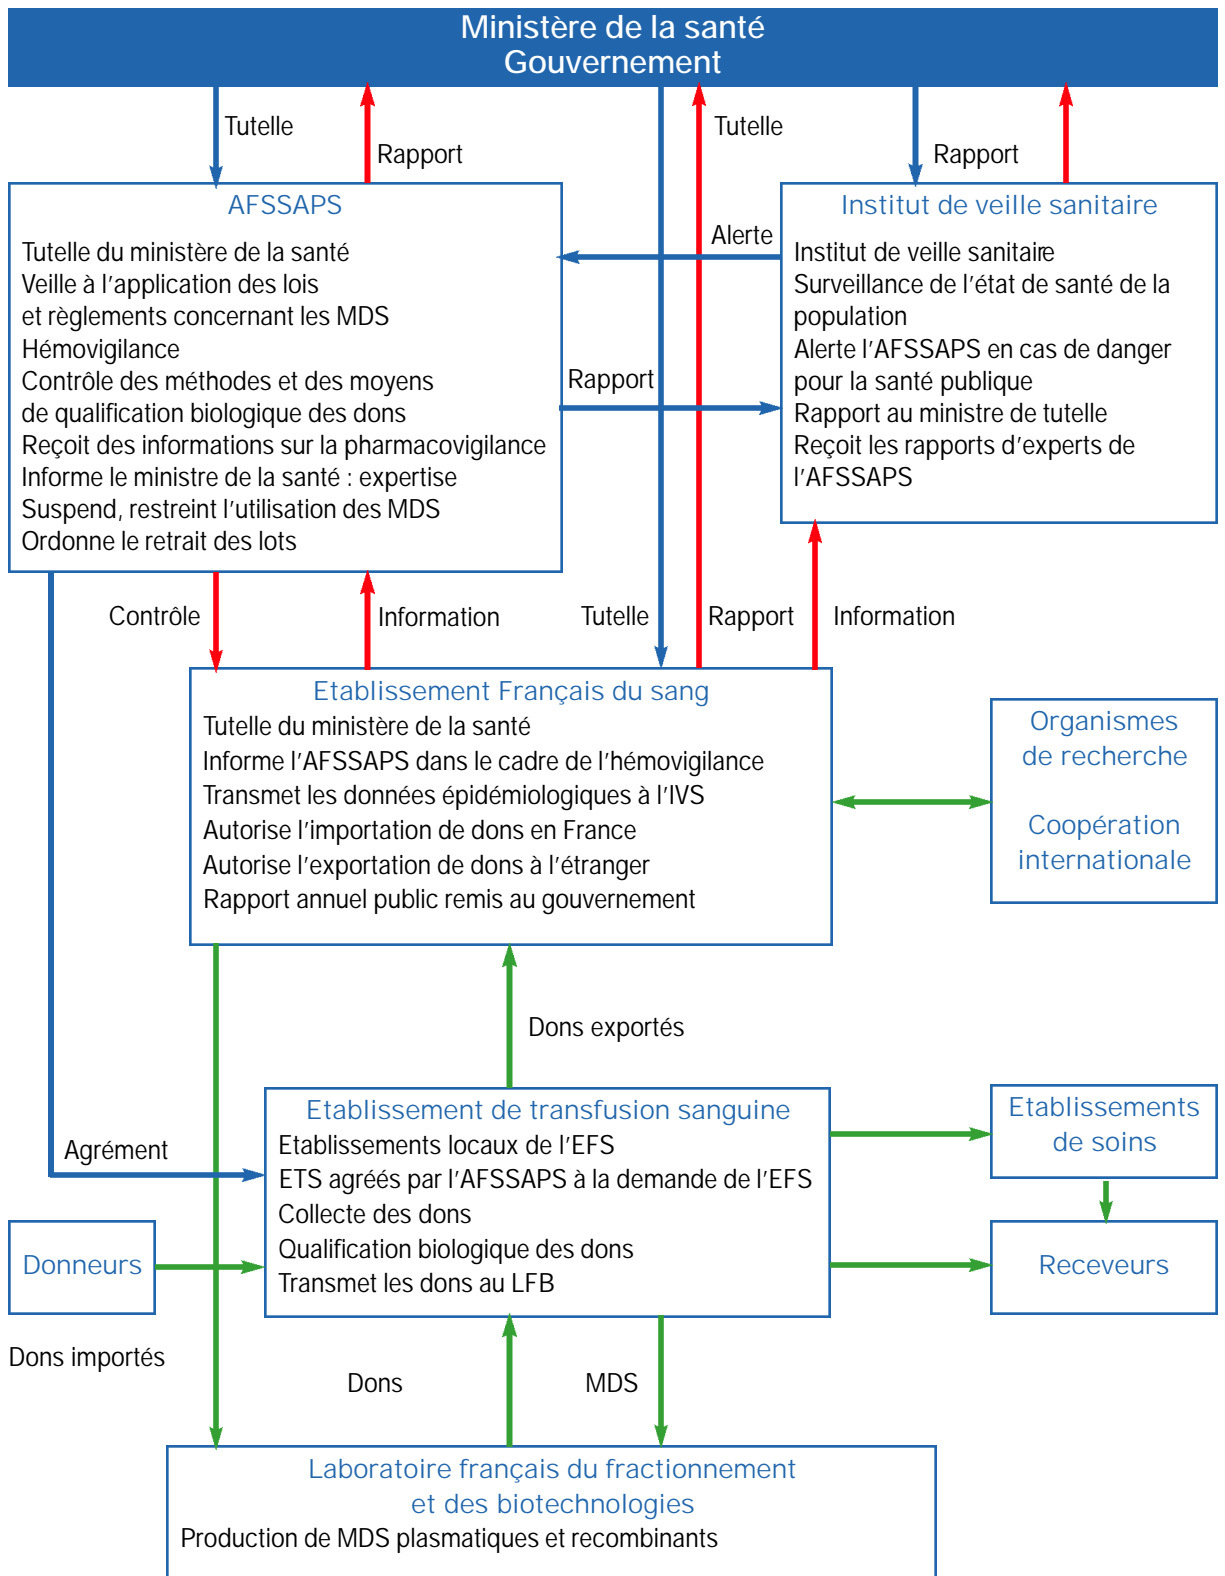 Ministère de la santé
Gouvernement
Tutelle
Rapport
Tutelle
Rapport
AFSSAPS
Tutelle du ministère de la santé
Veille à l'application des lois
et règlements concernant les MDS
Hémovigilance
Contrôle des méthodes et des moyens
de qualification biologique des dons
Reçoit des informations sur la pharmacovigilance
Informe le ministre de la santé : expertise
Suspend, restreint l'utilisation des MDS
Ordonne le retrait des lots
Alerte
Rapport
Institut de veille sanitaire
Institut de veille sanitaire
Surveillance de l'état de santé de la
population
Alerte l'AFSSAPS en cas de danger
pour la santé publique
Rapport au ministre de tutelle
Reçoit les rapports d'experts de
l'AFSSAPS
Contrôle
Information
Tutelle
Rapport
Information
Etablissement Français du sang
Tutelle du ministère de la santé
Informe l'AFSSAPS dans le cadre de l'hémovigilance
Transmet les données épidémiologiques à l'IVS
Autorise l'importation de dons en France
Autorise l'exportation de dons à l'étranger
Rapport annuel public remis au gouvernement
Organismes
de recherche
Coopération
internationale
Dons exportés
Agrément
Etablissement de transfusion sanguine
Etablissements locaux de l'EFS
ETS agréés par l'AFSSAPS à la demande de l'EFS
Collecte des dons
Qualification biologique des dons
Transmet les dons au LFB
Etablissements
de soins
Donneurs
Receveurs
Dons importés
Dons
MDS
Laboratoire français du fractionnement
et des biotechnologies
Production de MDS plasmatiques et recombinants